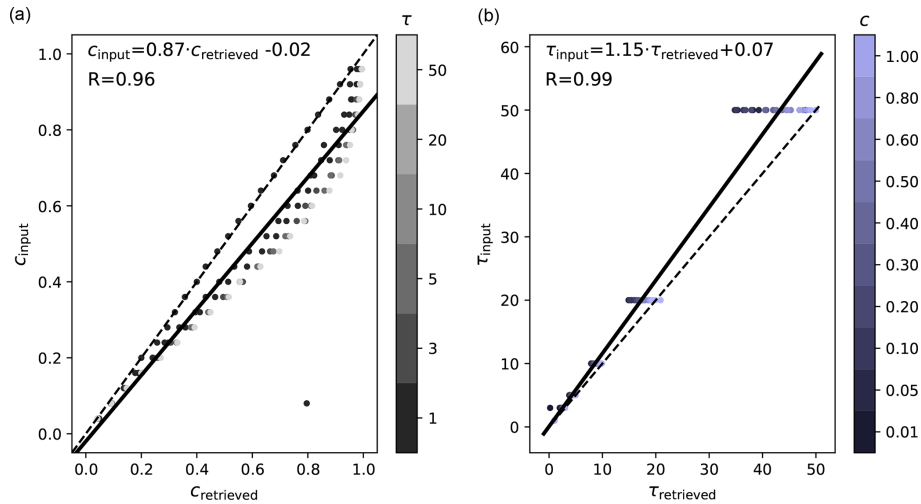 (a)
τ
c_input=0.87·c_retrieved -0.02
R=0.96
1.0
0.8
0.6
0.4
0.2
0.0
c_input
0.0 0.2 0.4 0.6 0.8 1.0
c_retrieved
50
20
10
5
3
1
(b)
c
τ_input=1.15·τ_retrieved+0.07
R=0.99
60
50
40
30
20
10
0
τ_input
0 10 20 30 40 50
τ_retrieved
1.00
0.80
0.60
0.50
0.40
0.30
0.20
0.10
0.05
0.01